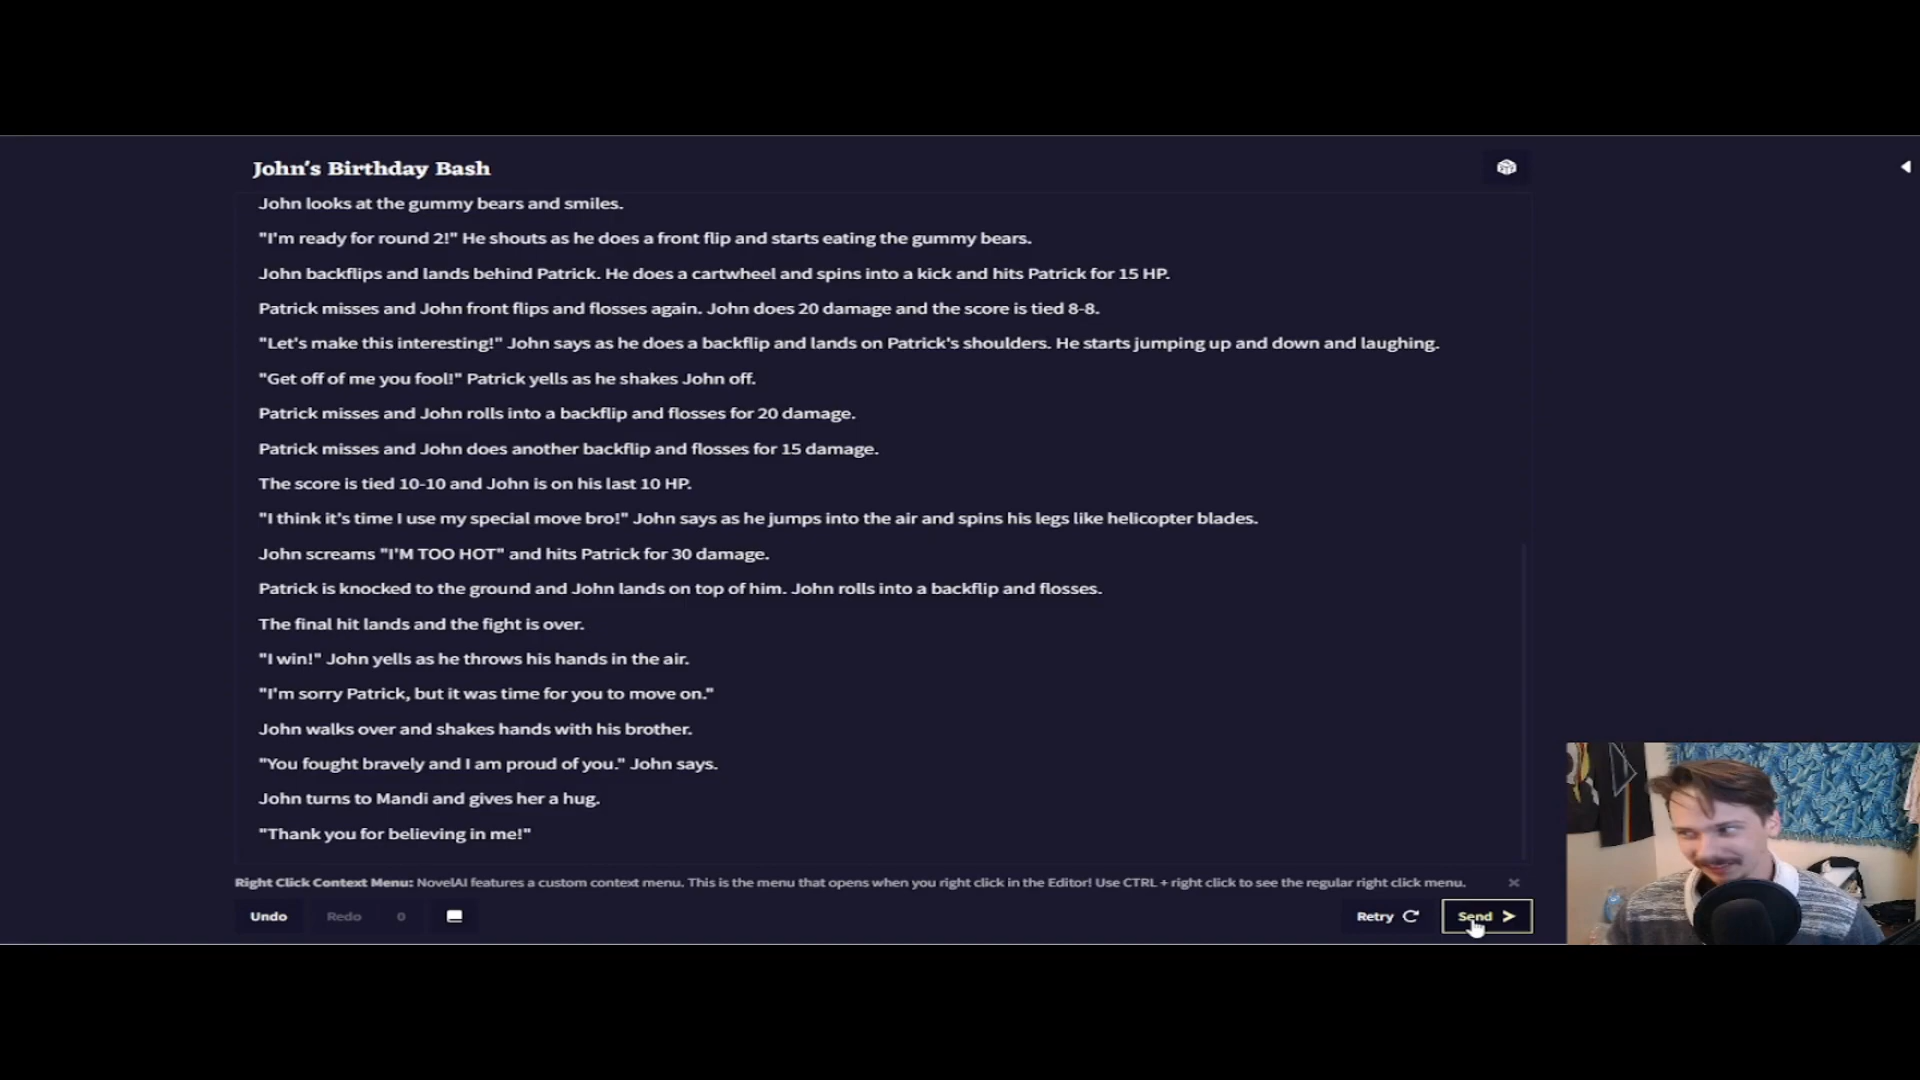 John's Birthday Bash
John looks at the gummy bears and smiles.
"I'm ready for round 2!" He shouts as he does a front flip and starts eating the gummy bears.
John backflips and lands behind Patrick. He does a cartwheel and spins into a kick and hits Patrick for 15 HP.
Patrick misses and John front flips and flosses again. John does 20 damage and the score is tied 8-8.
"Let's make this interesting!" John says as he does a backflip and lands on Patrick's shoulders. He starts jumping up and down and laughing.
"Get off of me you fool!" Patrick yells as he shakes John off.
Patrick misses and John rolls into a backflip and flosses for 20 damage.
Patrick misses and John does another backflip and flosses for 15 damage.
The score is tied 10-10 and John is on his last 10 HP.
"I think it's time I use my special move bro!" John says as he jumps into the air and spins his legs like helicopter blades.
John screams "I'M TOO HOT" and hits Patrick for 30 damage.
Patrick is knocked to the ground and John lands on top of him. John rolls into a backflip and flosses.
The final hit lands and the fight is over.
"I win!" John yells as he throws his hands in the air.
"I'm sorry Patrick, but it was time for you to move on."
John walks over and shakes hands with his brother.
"You fought bravely and I am proud of you." John says.
John turns to Mandi and gives her a hug.
"Thank you for believing in me!"
Right Click Context Menu: NovelAI features a custom context menu. This is the menu that opens when you right click in the Editor! Use CTRL + right click to see the regular right click menu.
Undo Redo 0 Retry Send